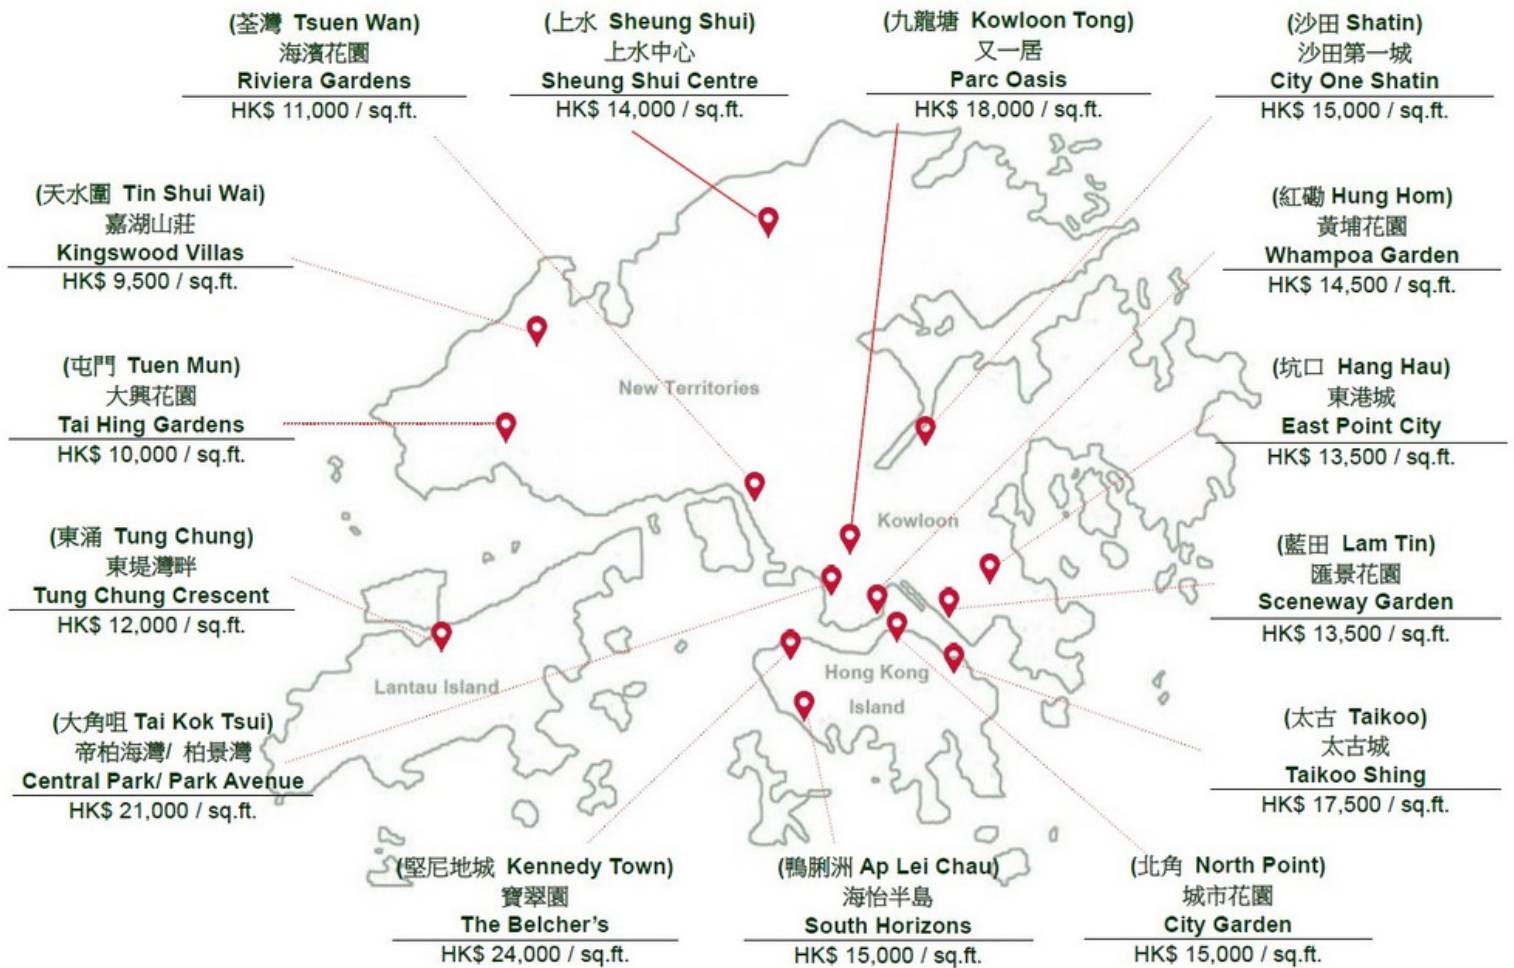 (荃灣 Tsuen Wan)
海濱花園
Riviera Gardens
HK$ 11,000 / sq.ft.
(上水 Sheung Shui)
上水中心
Sheung Shui Centre
HK$ 14,000 / sq.ft.
(九龍塘 Kowloon Tong)
又一居
Parc Oasis
HK$ 18,000 / sq.ft.
(沙田 Shatin)
沙田第一城
City One Shatin
HK$ 15,000 / sq.ft.
(天水圍 Tin Shui Wai)
嘉湖山莊
Kingswood Villas
HK$ 9,500 / sq.ft.
(紅磡 Hung Hom)
黃埔花園
Whampoa Garden
HK$ 14,500 / sq.ft.
(屯門 Tuen Mun)
大興花園
Tai Hing Gardens
HK$ 10,000 / sq.ft.
New Territories
(坑口 Hang Hau)
東港城
East Point City
HK$ 13,500 / sq.ft.
Kowloon
(東涌 Tung Chung)
東堤灣畔
Tung Chung Crescent
HK$ 12,000 / sq.ft.
(藍田 Lam Tin)
匯景花園
Sceneway Garden
HK$ 13,500 / sq.ft.
Lantau Island
Hong Kong
Island
(大角咀 Tai Kok Tsui)
帝柏海灣/ 柏景灣
Central Park/ Park Avenue
HK$ 21,000 / sq.ft.
(太古 Taikoo)
太古城
Taikoo Shing
HK$ 17,500 / sq.ft.
(堅尼地城 Kennedy Town)
寶翠園
The Belcher's
HK$ 24,000 / sq.ft.
(鴨脷洲 Ap Lei Chau)
海怡半島
South Horizons
HK$ 15,000 / sq.ft.
(北角 North Point)
城市花園
City Garden
HK$ 15,000 / sq.ft.